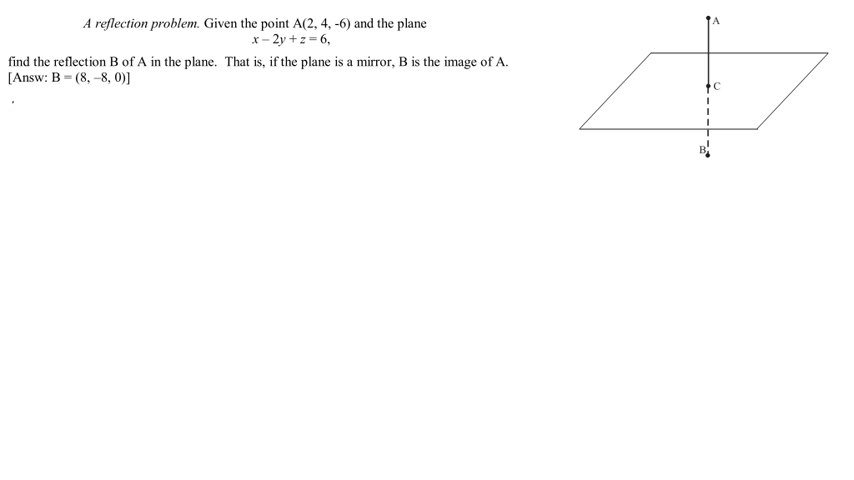 A reflection problem. Given the point A(2, 4, -6) and the plane
x – 2y + z = 6,
find the reflection B of A in the plane. That is, if the plane is a mirror, B is the image of A.
[Answ: B = (8, –8, 0)]
A
C
B